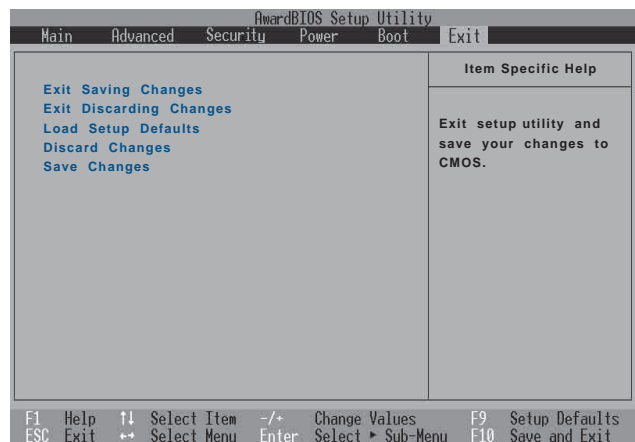 AwardBIOS Setup Utility
Main Advanced Security Power Boot Exit
Item Specific Help
Exit Saving Changes
Exit Discarding Changes
Load Setup Defaults
Discard Changes
Save Changes
Exit setup utility and
save your changes to
CMOS.
F1 Help ↑↓ Select Item -/+ Change Values F9 Setup Defaults
ESC Exit ←→ Select Menu Enter Select ► Sub-Menu F10 Save and Exit